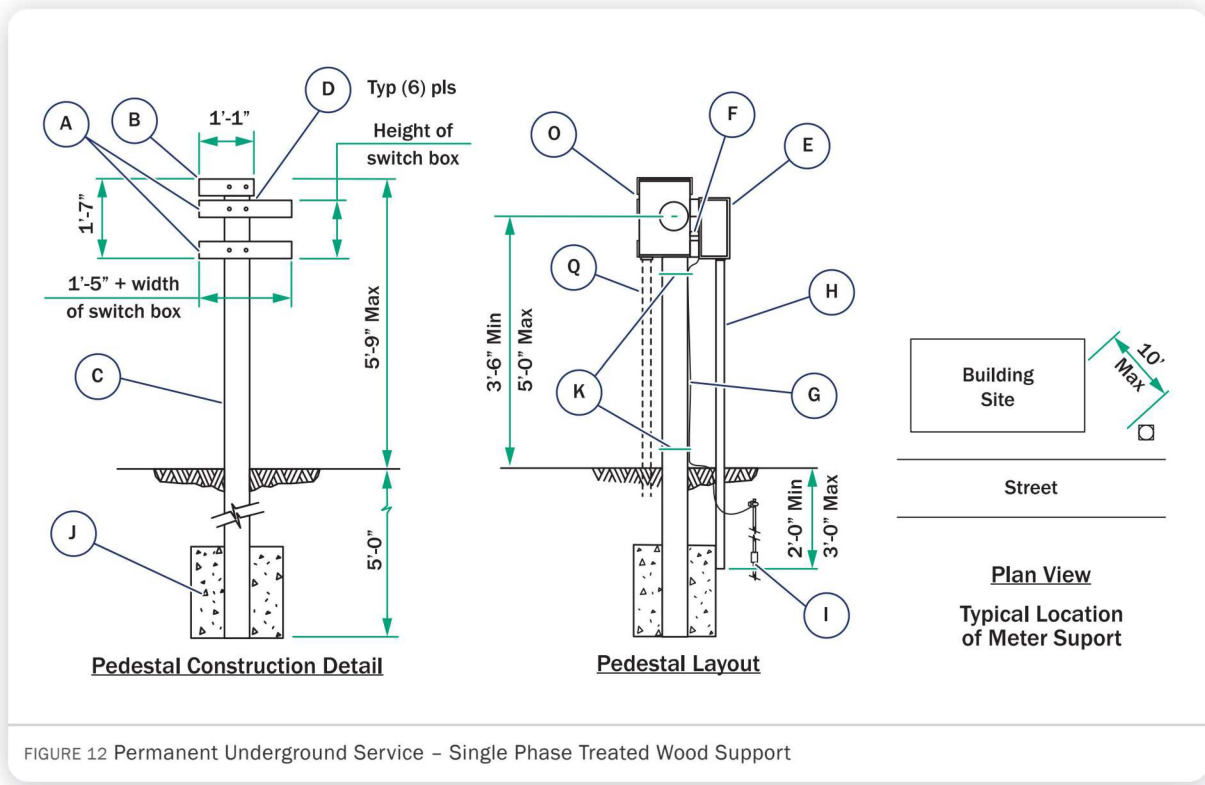 A
B
1'-1"
D
Typ (6) pls
Height of
switch box
1'-7"
1'-5" + width
of switch box
C
5'-9" Max
J
5'-0"
Pedestal Construction Detail
O
F
E
Q
H
3'-6" Min
5'-0" Max
K
G
2'-0" Min
3'-0" Max
I
Pedestal Layout
Building
Site
10'
Max
Street
Plan View
Typical Location
of Meter Suport
FIGURE 12 Permanent Underground Service – Single Phase Treated Wood Support